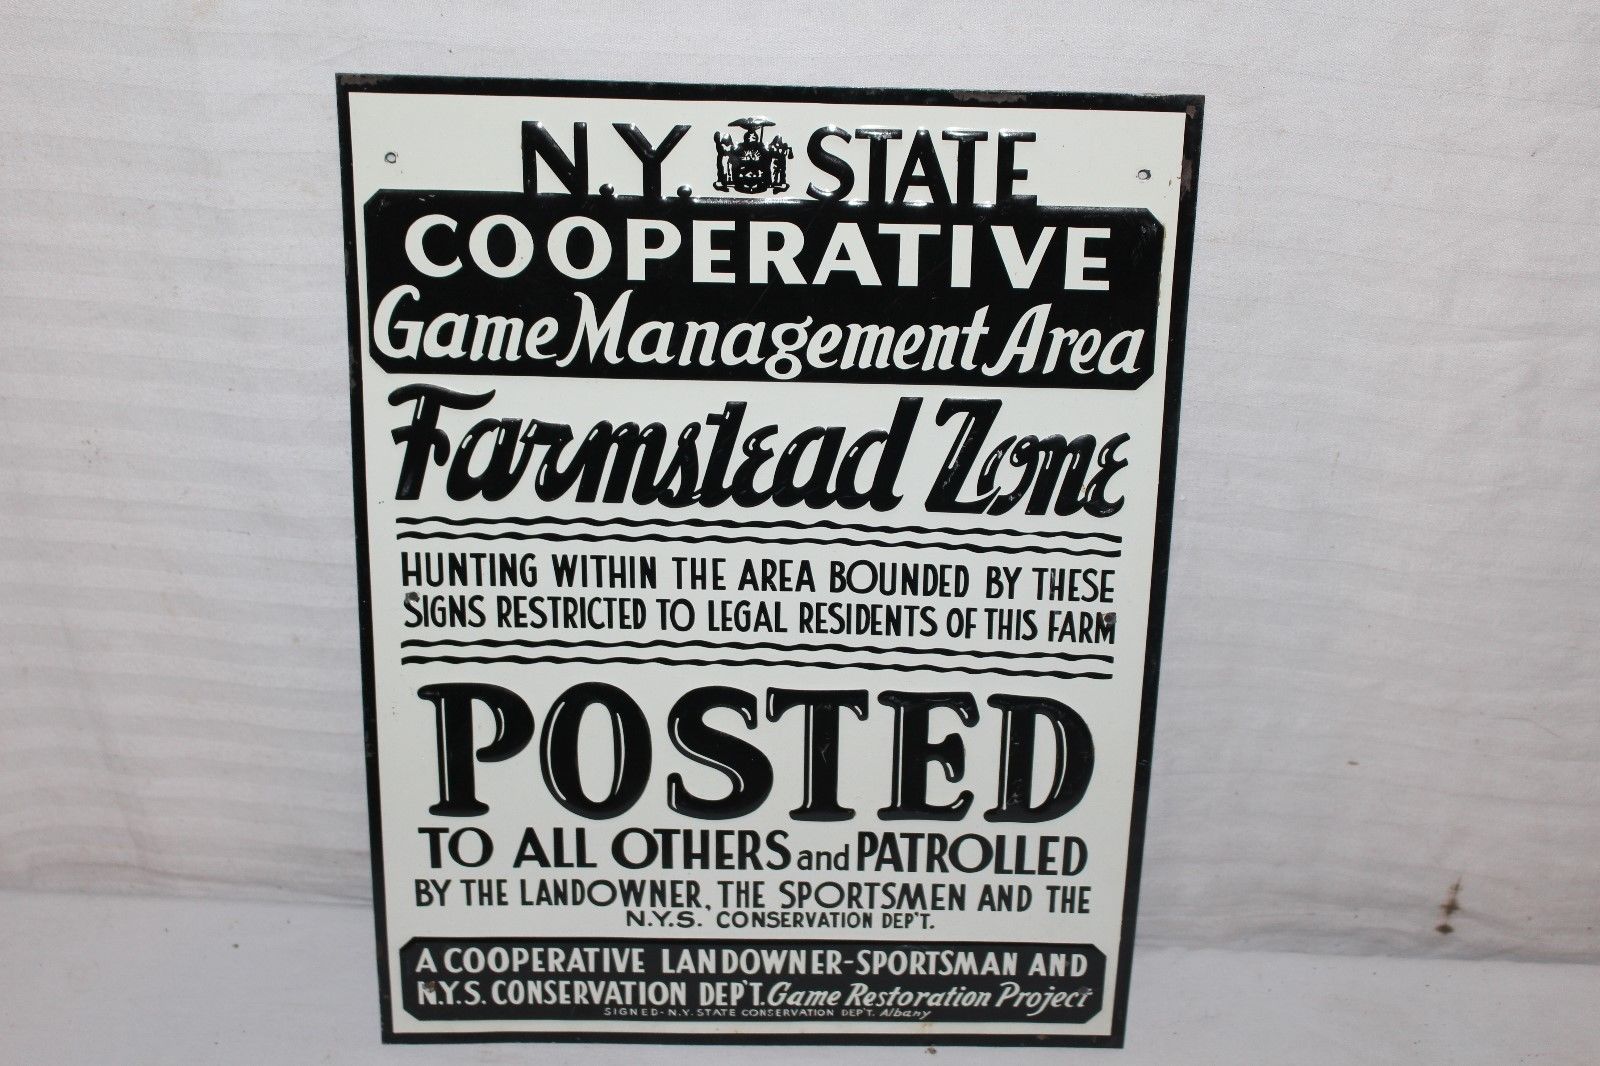 N.Y. STATE
COOPERATIVE
Game Management Area
Farmstead Zone
HUNTING WITHIN THE AREA BOUNDED BY THESE
SIGNS RESTRICTED TO LEGAL RESIDENTS OF THIS FARM
POSTED
TO ALL OTHERS and PATROLLED
BY THE LANDOWNER, THE SPORTSMEN AND THE
N.Y.S. CONSERVATION DEP'T.
A COOPERATIVE LANDOWNER-SPORTSMAN AND
N.Y.S. CONSERVATION DEP'T. Game Restoration Project
SIGNED - N.Y. STATE CONSERVATION DEP'T. Albany